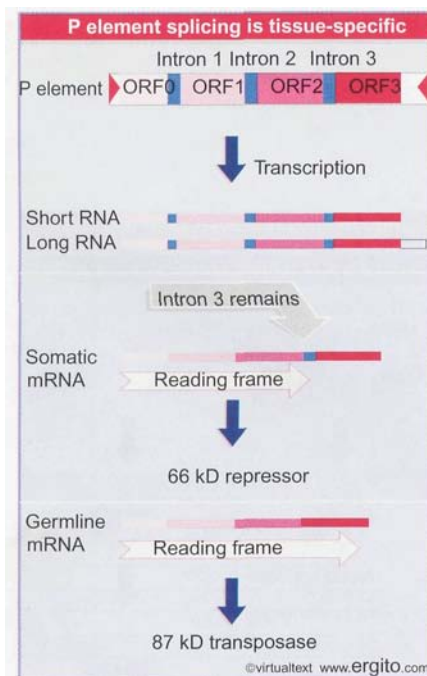 P element splicing is tissue-specific
Intron 1 Intron 2 Intron 3
P element ORF0 ORF1 ORF2 ORF3
Transcription
Short RNA
Long RNA
Intron 3 remains
Somatic
mRNA
Reading frame
66 kD repressor
Germline
mRNA
Reading frame
87 kD transposase
©virtualtext www.ergito.com